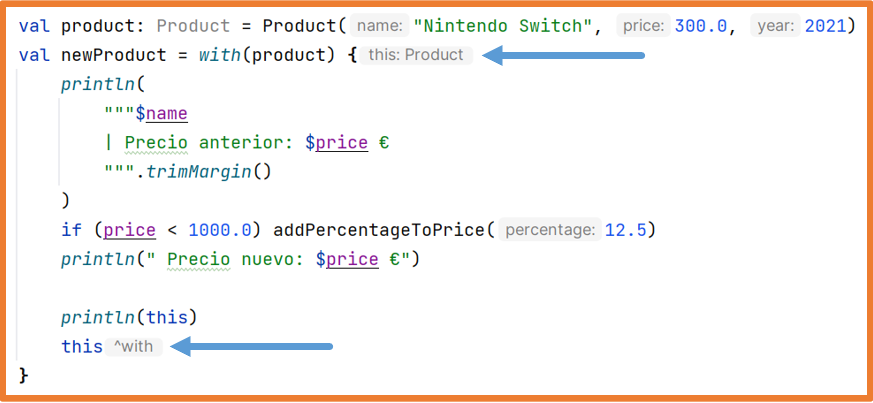 val product: Product = Product( name: "Nintendo Switch", price: 300.0, year: 2021)
val newProduct = with(product) { this: Product
println(
"""$name
| Precio anterior: $price €
""".trimMargin()
)
if (price < 1000.0) addPercentageToPrice( percentage: 12.5)
println(" Precio nuevo: $price €")
println(this)
this ^with
}